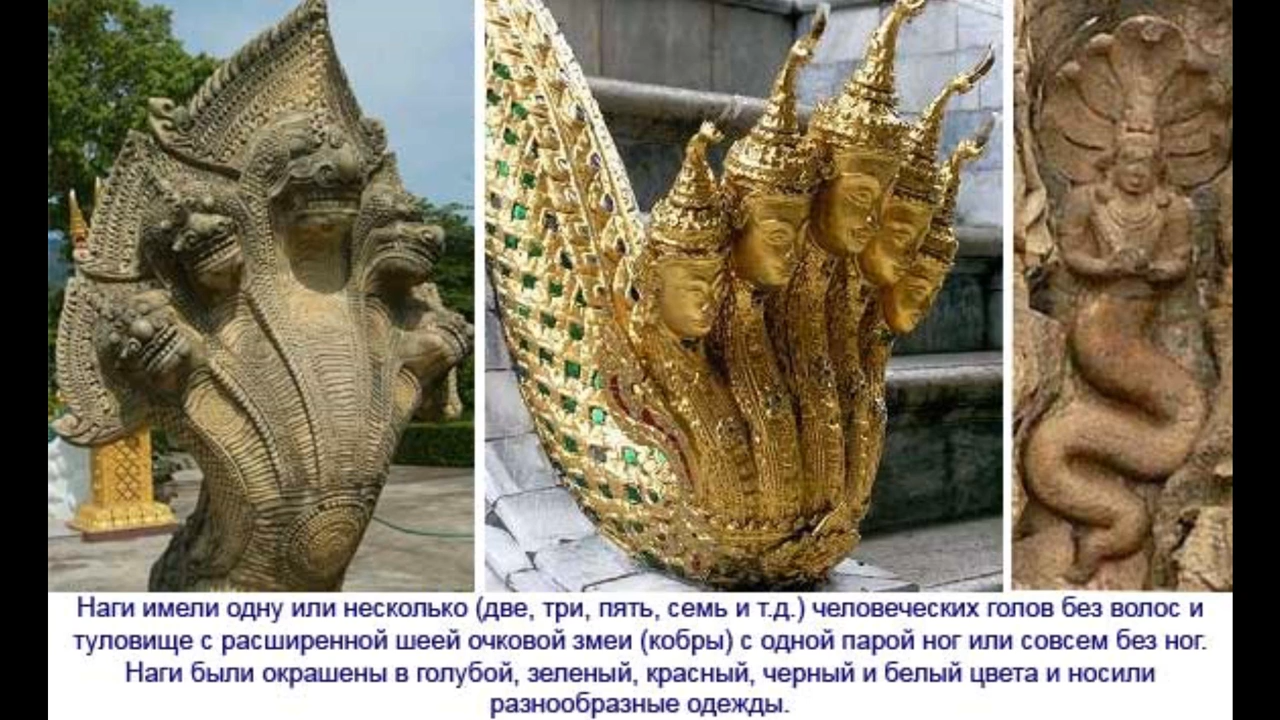 Наги имели одну или несколько (две, три, пять, семь и т.д.) человеческих голов без волос и
туловище с расширенной шеей очковой змеи (кобры) с одной парой ног или совсем без ног.
Наги были окрашены в голубой, зеленый, красный, черный и белый цвета и носили
разнообразные одежды.